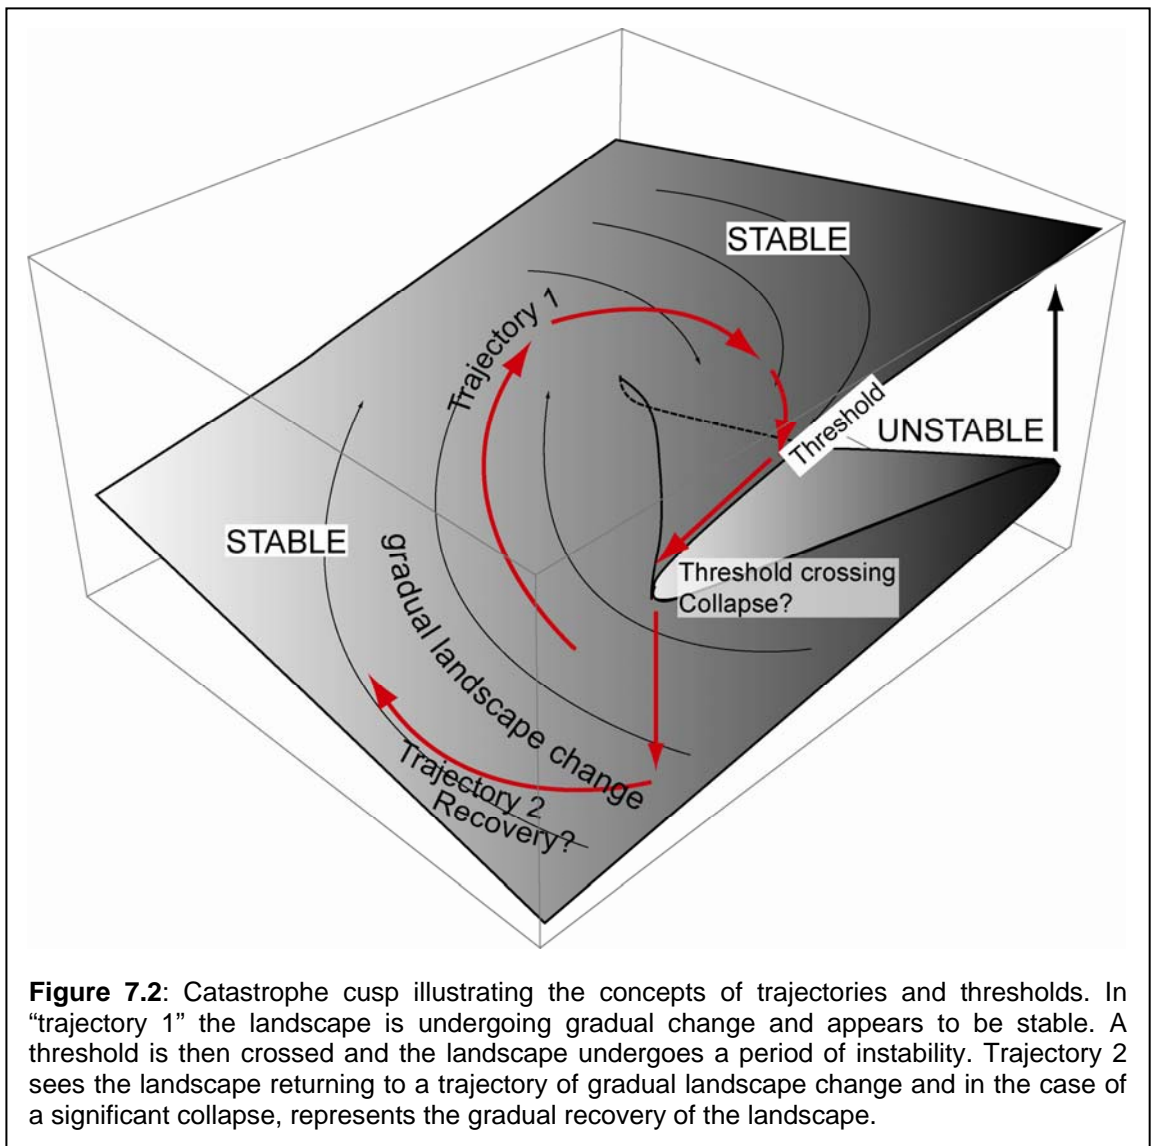 STABLE
Trajectory 1
Threshold
UNSTABLE
STABLE
gradual landscape change
Threshold crossing
Collapse?
Trajectory 2
Recovery?
Figure 7.2: Catastrophe cusp illustrating the concepts of trajectories and thresholds. In
“trajectory 1” the landscape is undergoing gradual change and appears to be stable. A
threshold is then crossed and the landscape undergoes a period of instability. Trajectory 2
sees the landscape returning to a trajectory of gradual landscape change and in the case of
a significant collapse, represents the gradual recovery of the landscape.